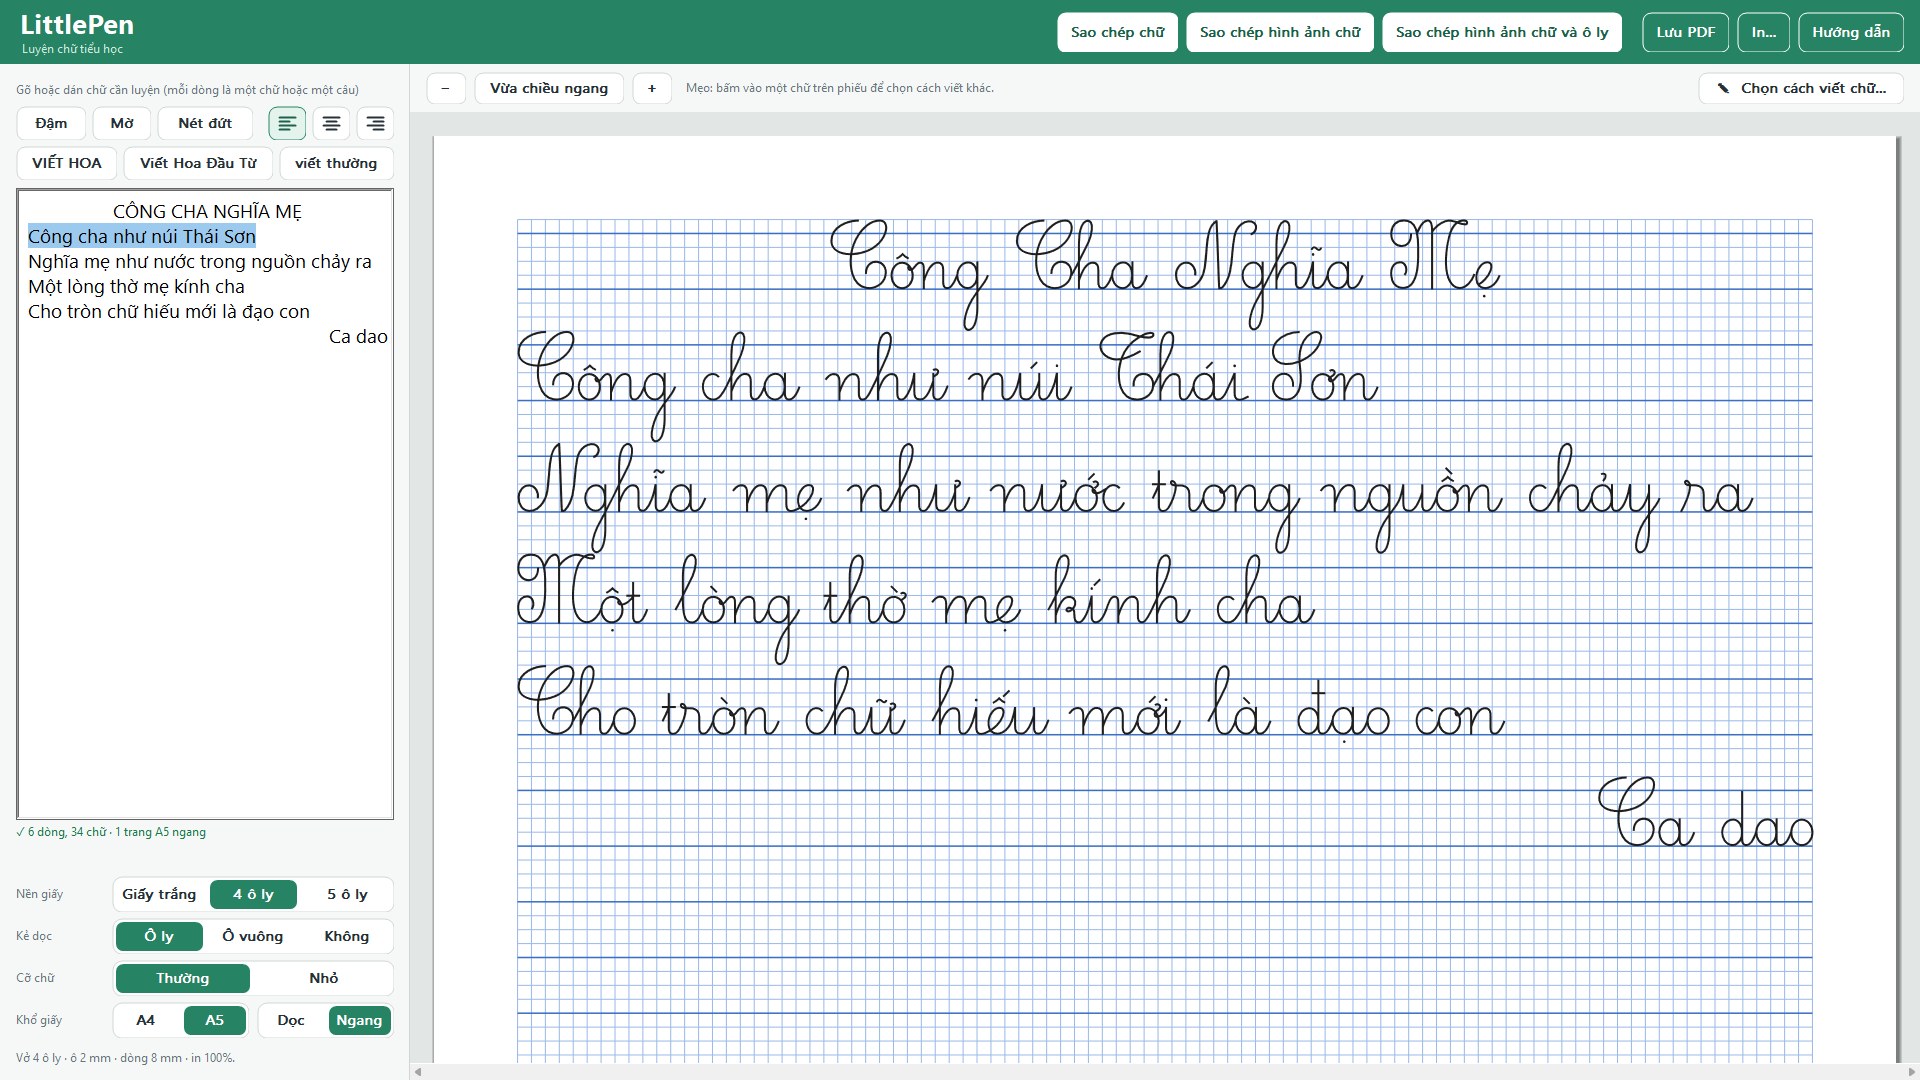 LittlePen
Luyện chữ tiểu học
Sao chép chữ
Sao chép hình ảnh chữ
Sao chép hình ảnh chữ và ô ly
Lưu PDF
In...
Hướng dẫn
Gõ hoặc dán chữ cần luyện (mỗi dòng là một chữ hoặc một câu)
Đậm
Mờ
Nét đứt
VIẾT HOA
Viết Hoa Đầu Từ
viết thường
CÔNG CHA NGHĨA MẸ
Công cha như núi Thái Sơn
Nghĩa mẹ như nước trong nguồn chảy ra
Một lòng thờ mẹ kính cha
Cho tròn chữ hiếu mới là đạo con
Ca dao
✓ 6 dòng, 34 chữ · 1 trang A5 ngang
Nền giấy
Giấy trắng
4 ô ly
5 ô ly
Kẻ dọc
Ô ly
Ô vuông
Không
Cỡ chữ
Thường
Nhỏ
Khổ giấy
A4
A5
Dọc
Ngang
Vở 4 ô ly · ô 2 mm · dòng 8 mm · in 100%.
−
Vừa chiều ngang
+
Mẹo: bấm vào một chữ trên phiếu để chọn cách viết khác.
Chọn cách viết chữ...
Công Cha Nghĩa Mẹ
Công cha như núi Thái Sơn
Nghĩa mẹ như nước trong nguồn chảy ra
Một lòng thờ mẹ kính cha
Cho tròn chữ hiếu mới là đạo con
Ca dao